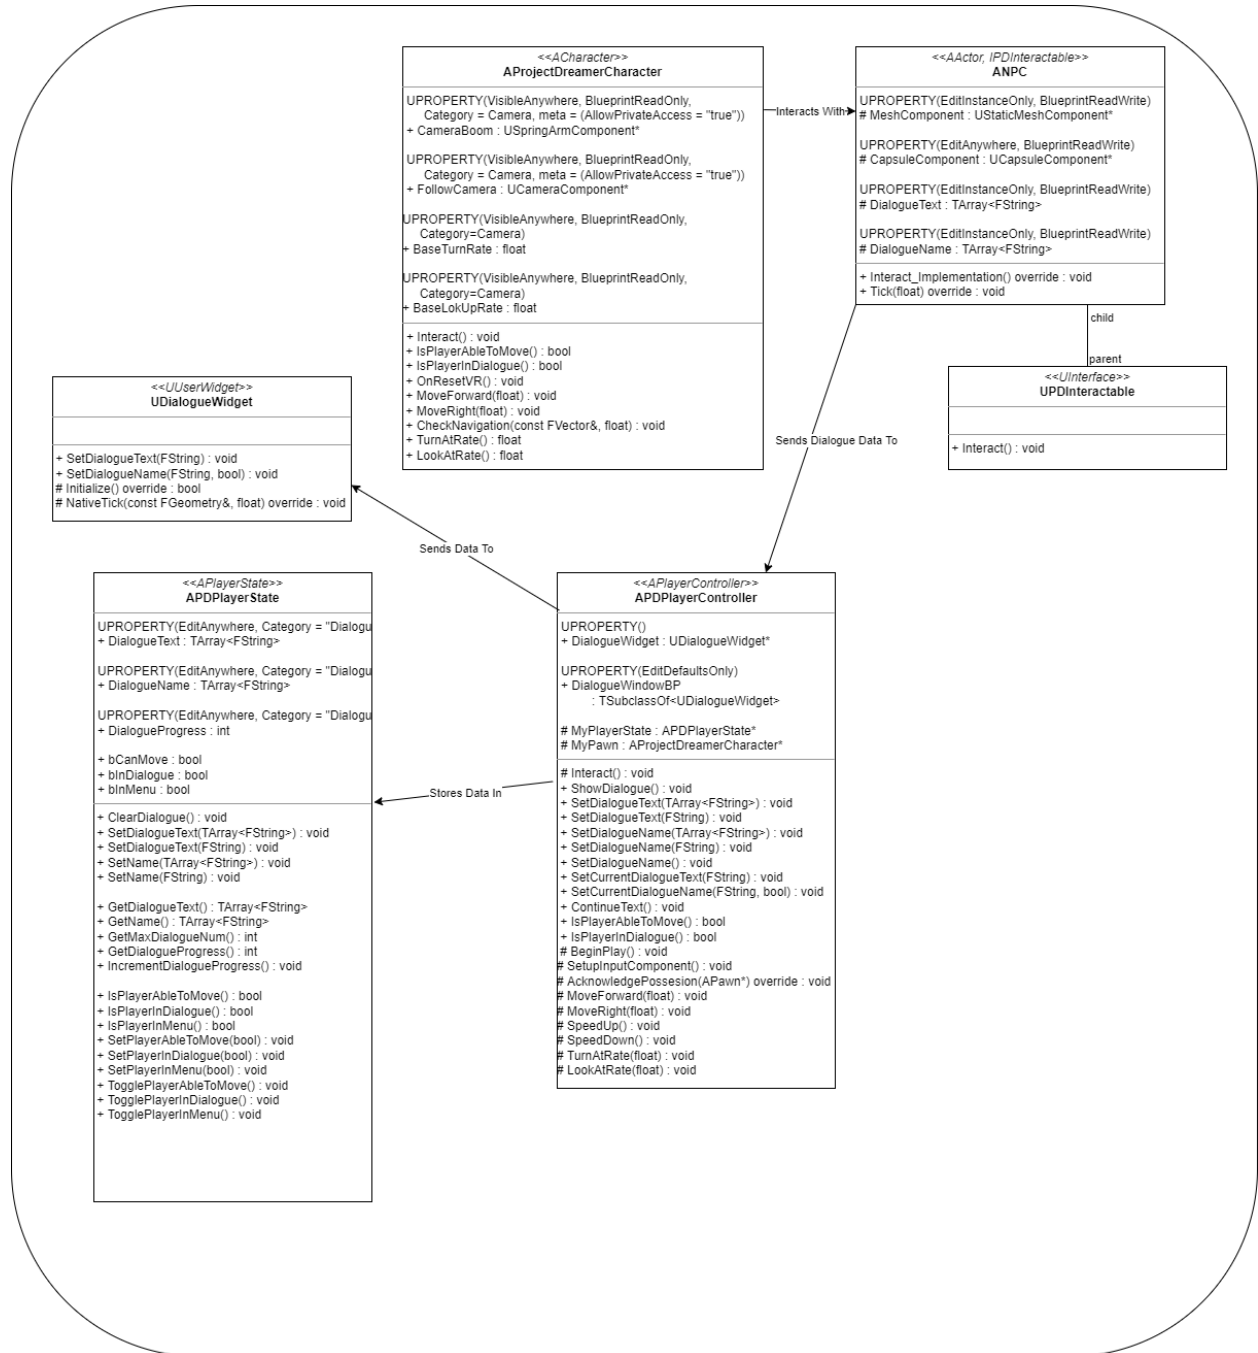 <<ACharacter>>
AProjectDreamerCharacter
UPROPERTY(VisibleAnywhere, BlueprintReadOnly,
Category = Camera, meta = (AllowPrivateAccess = "true"))
+ CameraBoom : USpringArmComponent*
UPROPERTY(VisibleAnywhere, BlueprintReadOnly,
Category = Camera, meta = (AllowPrivateAccess = "true"))
+ FollowCamera : UCameraComponent*
UPROPERTY(VisibleAnywhere, BlueprintReadOnly,
Category=Camera)
+ BaseTurnRate : float
UPROPERTY(VisibleAnywhere, BlueprintReadOnly,
Category=Camera)
+ BaseLokUpRate : float
+ Interact() : void
+ IsPlayerAbleToMove() : bool
+ IsPlayerInDialogue() : bool
+ OnResetVR() : void
+ MoveForward(float) : void
+ MoveRight(float) : void
+ CheckNavigation(const FVector&, float) : void
+ TurnAtRate() : float
+ LookAtRate() : float
Interacts With
<<AActor, IPDInteractable>>
ANPC
UPROPERTY(EditInstanceOnly, BlueprintReadWrite)
# MeshComponent : UStaticMeshComponent*
UPROPERTY(EditAnywhere, BlueprintReadWrite)
# CapsuleComponent : UCapsuleComponent*
UPROPERTY(EditInstanceOnly, BlueprintReadWrite)
# DialogueText : TArray<FString>
UPROPERTY(EditInstanceOnly, BlueprintReadWrite)
# DialogueName : TArray<FString>
+ Interact_Implementation() override : void
+ Tick(float) override : void
child
parent
<<UInterface>>
UPDInteractable
+ Interact() : void
Sends Dialogue Data To
<<UUserWidget>>
UDialogueWidget
+ SetDialogueText(FString) : void
+ SetDialogueName(FString, bool) : void
# Initialize() override : bool
# NativeTick(const FGeometry&, float) override : void
Sends Data To
<<APlayerState>>
APDPlayerState
UPROPERTY(EditAnywhere, Category = "Dialogu
+ DialogueText : TArray<FString>
UPROPERTY(EditAnywhere, Category = "Dialogu
+ DialogueName : TArray<FString>
UPROPERTY(EditAnywhere, Category = "Dialogu
+ DialogueProgress : int
+ bCanMove : bool
+ bInDialogue : bool
+ bInMenu : bool
+ ClearDialogue() : void
+ SetDialogueText(TArray<FString>) : void
+ SetDialogueText(FString) : void
+ SetName(TArray<FString>) : void
+ SetName(FString) : void
+ GetDialogueText() : TArray<FString>
+ GetName() : TArray<FString>
+ GetMaxDialogueNum() : int
+ GetDialogueProgress() : int
+ IncrementDialogueProgress() : void
+ IsPlayerAbleToMove() : bool
+ IsPlayerInDialogue() : bool
+ IsPlayerInMenu() : bool
+ SetPlayerAbleToMove(bool) : void
+ SetPlayerInDialogue(bool) : void
+ SetPlayerInMenu(bool) : void
+ TogglePlayerAbleToMove() : void
+ TogglePlayerInDialogue() : void
+ TogglePlayerInMenu() : void
Stores Data In
<<APlayerController>>
APDPlayerController
UPROPERTY()
+ DialogueWidget : UDialogueWidget*
UPROPERTY(EditDefaultsOnly)
+ DialogueWindowBP
: TSubclassOf<UDialogueWidget>
# MyPlayerState : APDPlayerState*
# MyPawn : AProjectDreamerCharacter*
# Interact() : void
+ ShowDialogue() : void
+ SetDialogueText(TArray<FString>) : void
+ SetDialogueText(FString) : void
+ SetDialogueName(TArray<FString>) : void
+ SetDialogueName(FString) : void
+ SetDialogueName() : void
+ SetCurrentDialogueText(FString) : void
+ SetCurrentDialogueName(FString, bool) : void
+ ContinueText() : void
+ IsPlayerAbleToMove() : bool
+ IsPlayerInDialogue() : bool
# BeginPlay() : void
# SetupInputComponent() : void
# AcknowledgePossesion(APawn*) override : void
# MoveForward(float) : void
# MoveRight(float) : void
# SpeedUp() : void
# SpeedDown() : void
# TurnAtRate(float) : void
# LookAtRate(float) : void